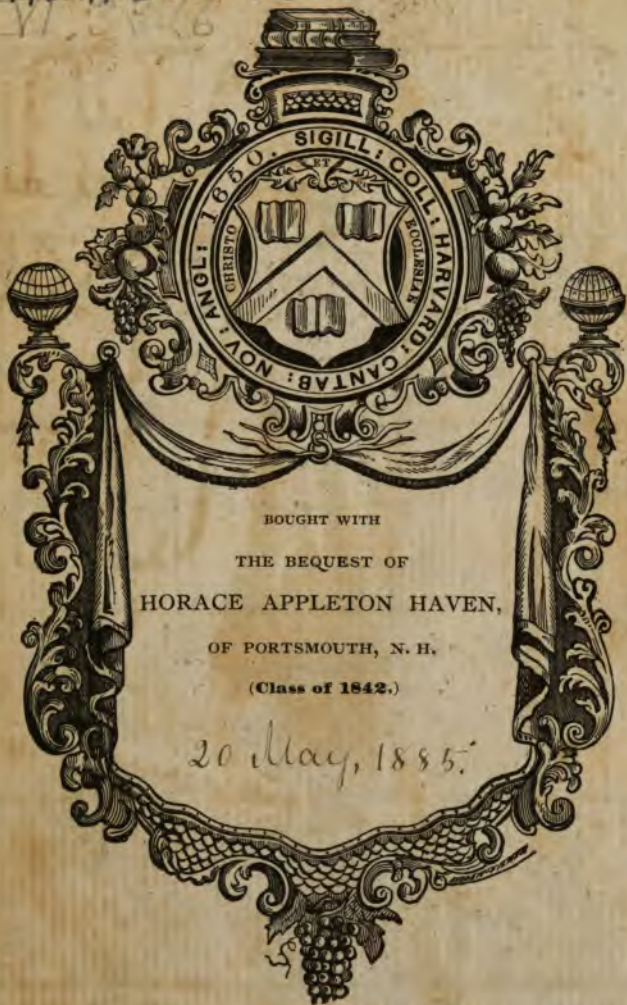 SIGILL: COLL: HARVARD: CANTAB: NOV: ANGL: 1650.
CHRISTO ET ECCLESIAE
BOUGHT WITH
THE BEQUEST OF
HORACE APPLETON HAVEN,
OF PORTSMOUTH, N. H.
(Class of 1842.)
20 May, 1885.